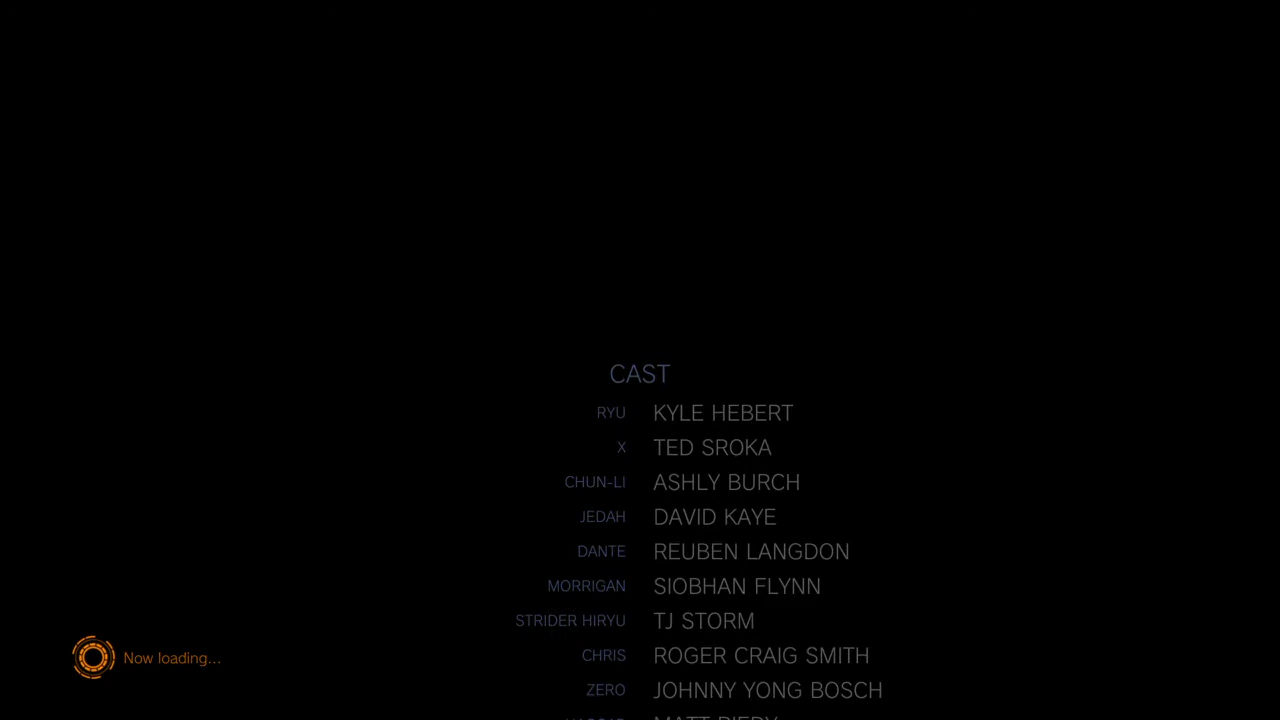 CAST
RYU KYLE HEBERT
X TED SROKA
CHUN-LI ASHLY BURCH
JEDAH DAVID KAYE
DANTE REUBEN LANGDON
MORRIGAN SIOBHAN FLYNN
STRIDER HIRYU TJ STORM
CHRIS ROGER CRAIG SMITH
Now loading...
ZERO JOHNNY YONG BOSCH